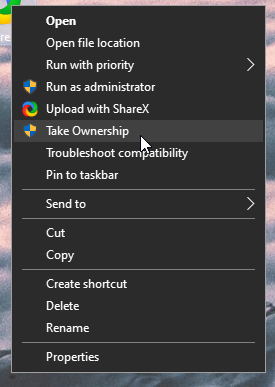 re
Open
Open file location
Run with priority
Run as administrator
Upload with ShareX
Take Ownership
Troubleshoot compatibility
Pin to taskbar
Send to
Cut
Copy
Create shortcut
Delete
Rename
Properties